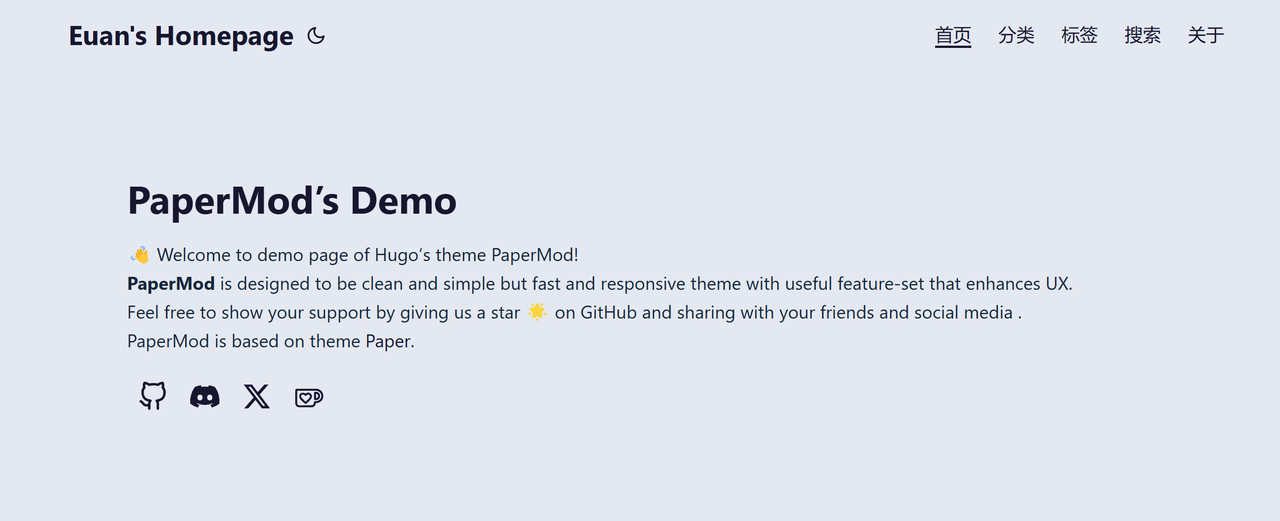 Euan's Homepage
首页 分类 标签 搜索 关于
PaperMod’s Demo
👋 Welcome to demo page of Hugo’s theme PaperMod!
PaperMod is designed to be clean and simple but fast and responsive theme with useful feature-set that enhances UX.
Feel free to show your support by giving us a star 🌟 on GitHub and sharing with your friends and social media .
PaperMod is based on theme Paper.